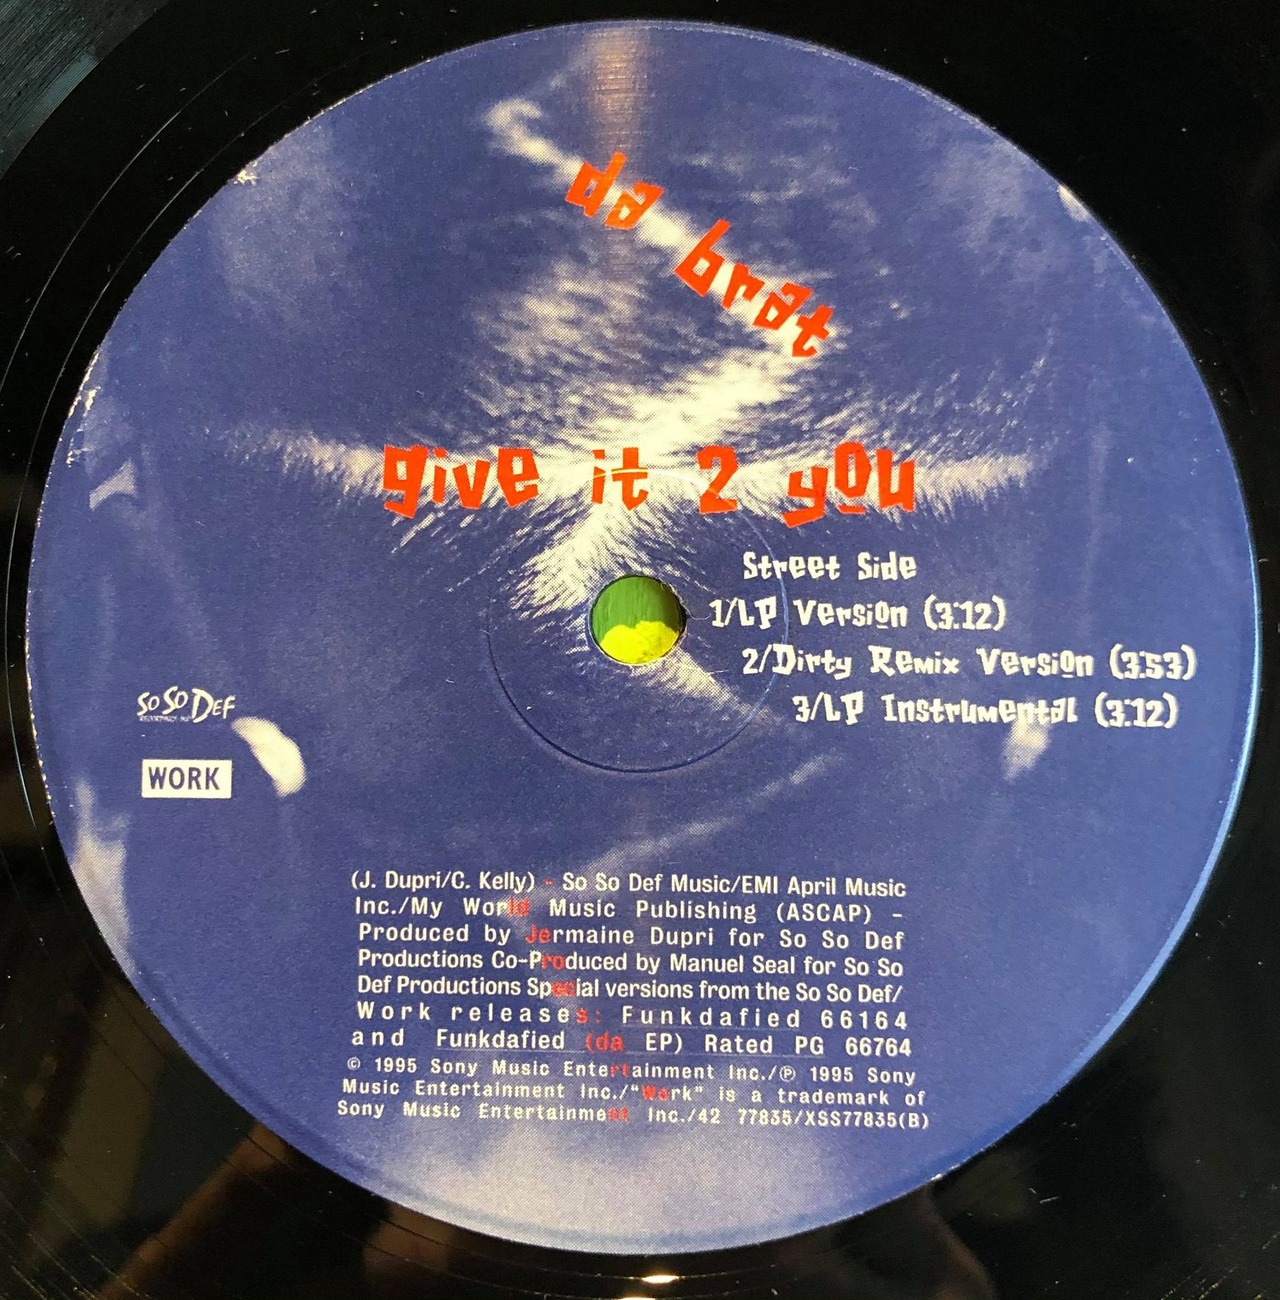 da brat
give it 2 you
Street Side
1/LP Version (3:12)
2/Dirty Remix Version (3:53)
3/LP Instrumental (3:12)
So So Def
RECORDINGS INC
WORK
(J. Dupri/C. Kelly) - So So Def Music/EMI April Music
Inc./My World Music Publishing (ASCAP) -
Produced by Jermaine Dupri for So So Def
Productions Co-Produced by Manuel Seal for So So
Def Productions Special versions from the So So Def/
Work releases: Funkdafied 66164
and Funkdafied (da EP) Rated PG 66764
© 1995 Sony Music Entertainment Inc./℗ 1995 Sony
Music Entertainment Inc./"Work" is a trademark of
Sony Music Entertainment Inc./42 77835/XSS77835(B)